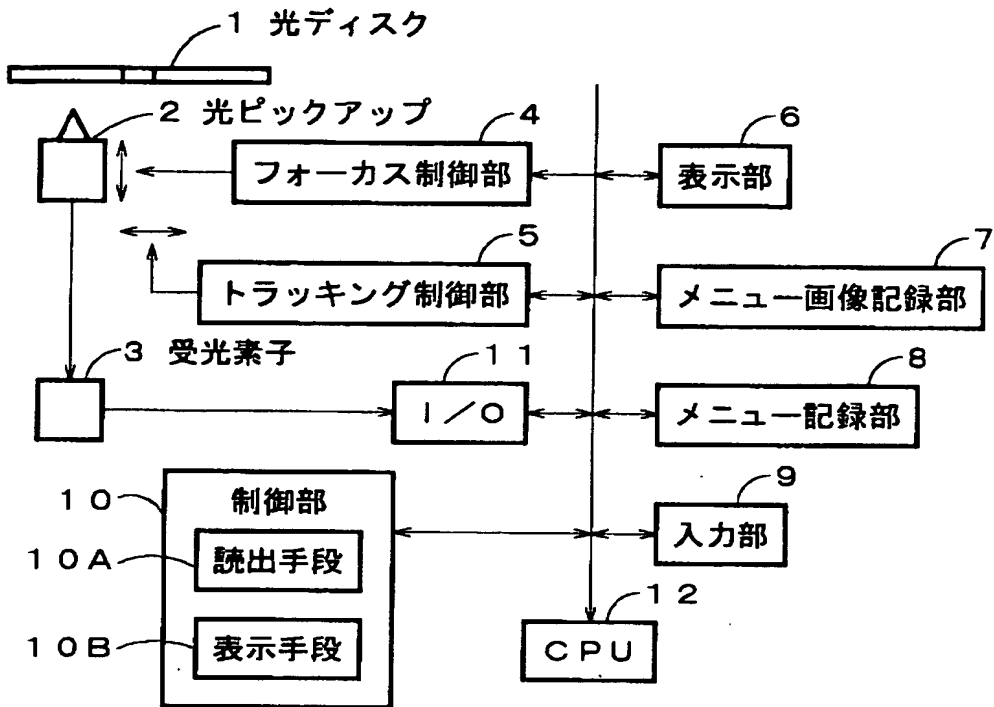 1 光ディスク
2 光ピックアップ
4
フォーカス制御部
6
表示部
5
トラッキング制御部
7
メニュー画像記録部
3 受光素子
11
I/O
8
メニュー記録部
10
制御部
9
入力部
10A
読出手段
12
CPU
10B
表示手段